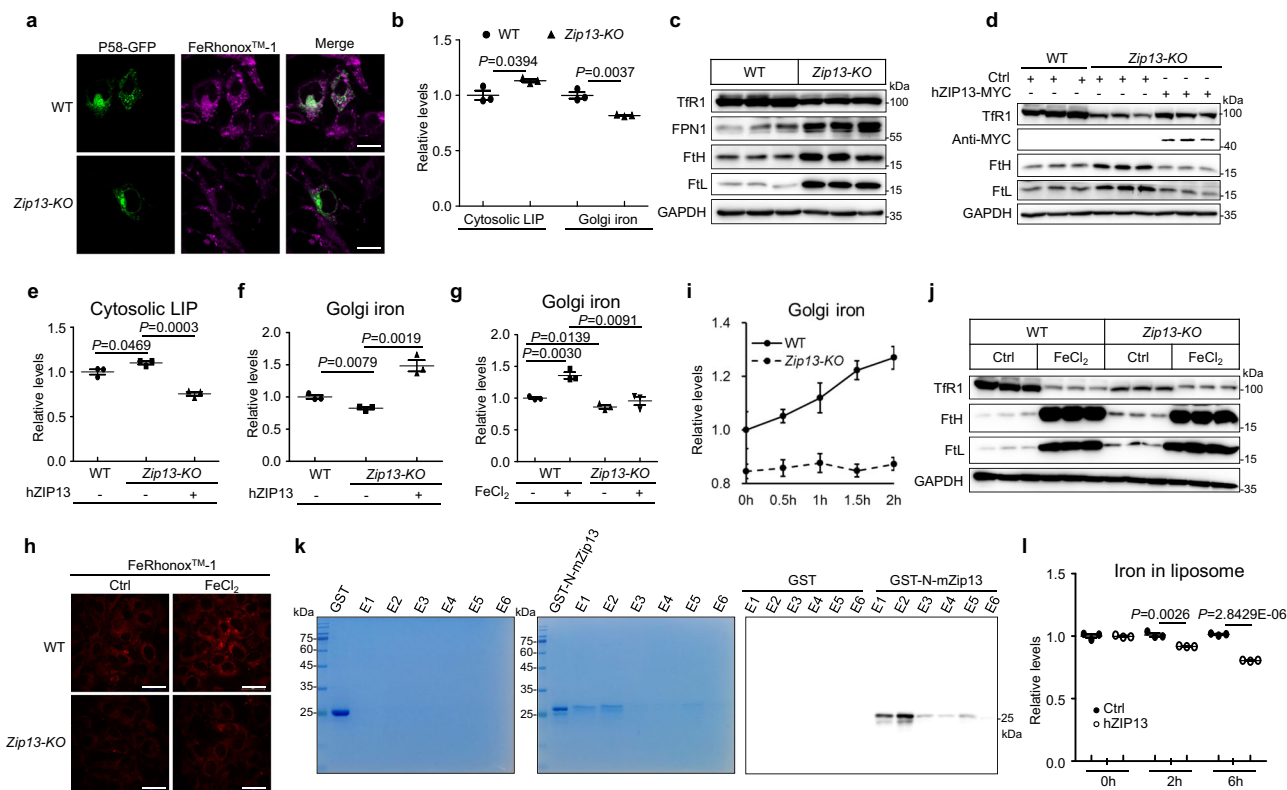 a
P58-GFP
FeRhonox™-1
Merge
WT
Zip13-KO
b
WT
Zip13-KO
P=0.0394
P=0.0037
Relative levels
1.5
1.0
0.5
0.0
Cytosolic LIP
Golgi iron
c
WT
Zip13-KO
kDa
TfR1
-100
FPN1
-55
FtH
-15
FtL
-15
GAPDH
-35
d
WT
Zip13-KO
Ctrl + + + + + + - - -
hZIP13-MYC - - - - - - + + +
kDa
TfR1
-100
Anti-MYC
-40
FtH
-15
FtL
-15
GAPDH
-35
e
Cytosolic LIP
P=0.0003
P=0.0469
Relative levels
1.5
1.0
0.5
0.0
WT
Zip13-KO
hZIP13 - - +
f
Golgi iron
P=0.0019
P=0.0079
Relative levels
2.0
1.5
1.0
0.5
0.0
WT
Zip13-KO
hZIP13 - - +
g
Golgi iron
P=0.0091
P=0.0139
P=0.0030
Relative levels
2.0
1.5
1.0
0.5
0.0
WT
Zip13-KO
FeCl2 - + - +
i
Golgi iron
WT
Zip13-KO
Relative levels
1.4
1.2
1.0
0.8
0h 0.5h 1h 1.5h 2h
j
WT
Zip13-KO
Ctrl FeCl2 Ctrl FeCl2
kDa
TfR1
-100
FtH
-15
FtL
-15
GAPDH
-35
h
FeRhonox™-1
Ctrl
FeCl2
WT
Zip13-KO
k
kDa
GST E1 E2 E3 E4 E5 E6
75
60
45
35
25
kDa
GST-N-mZip13 E1 E2 E3 E4 E5 E6
75
60
45
35
25
GST
GST-N-mZip13
E1 E2 E3 E4 E5 E6 E1 E2 E3 E4 E5 E6
-25
kDa
l
Iron in liposome
P=0.0026
P=2.8429E-06
Relative levels
1.5
1.0
0.5
1.0
0.0
Ctrl
hZIP13
0h 2h 6h